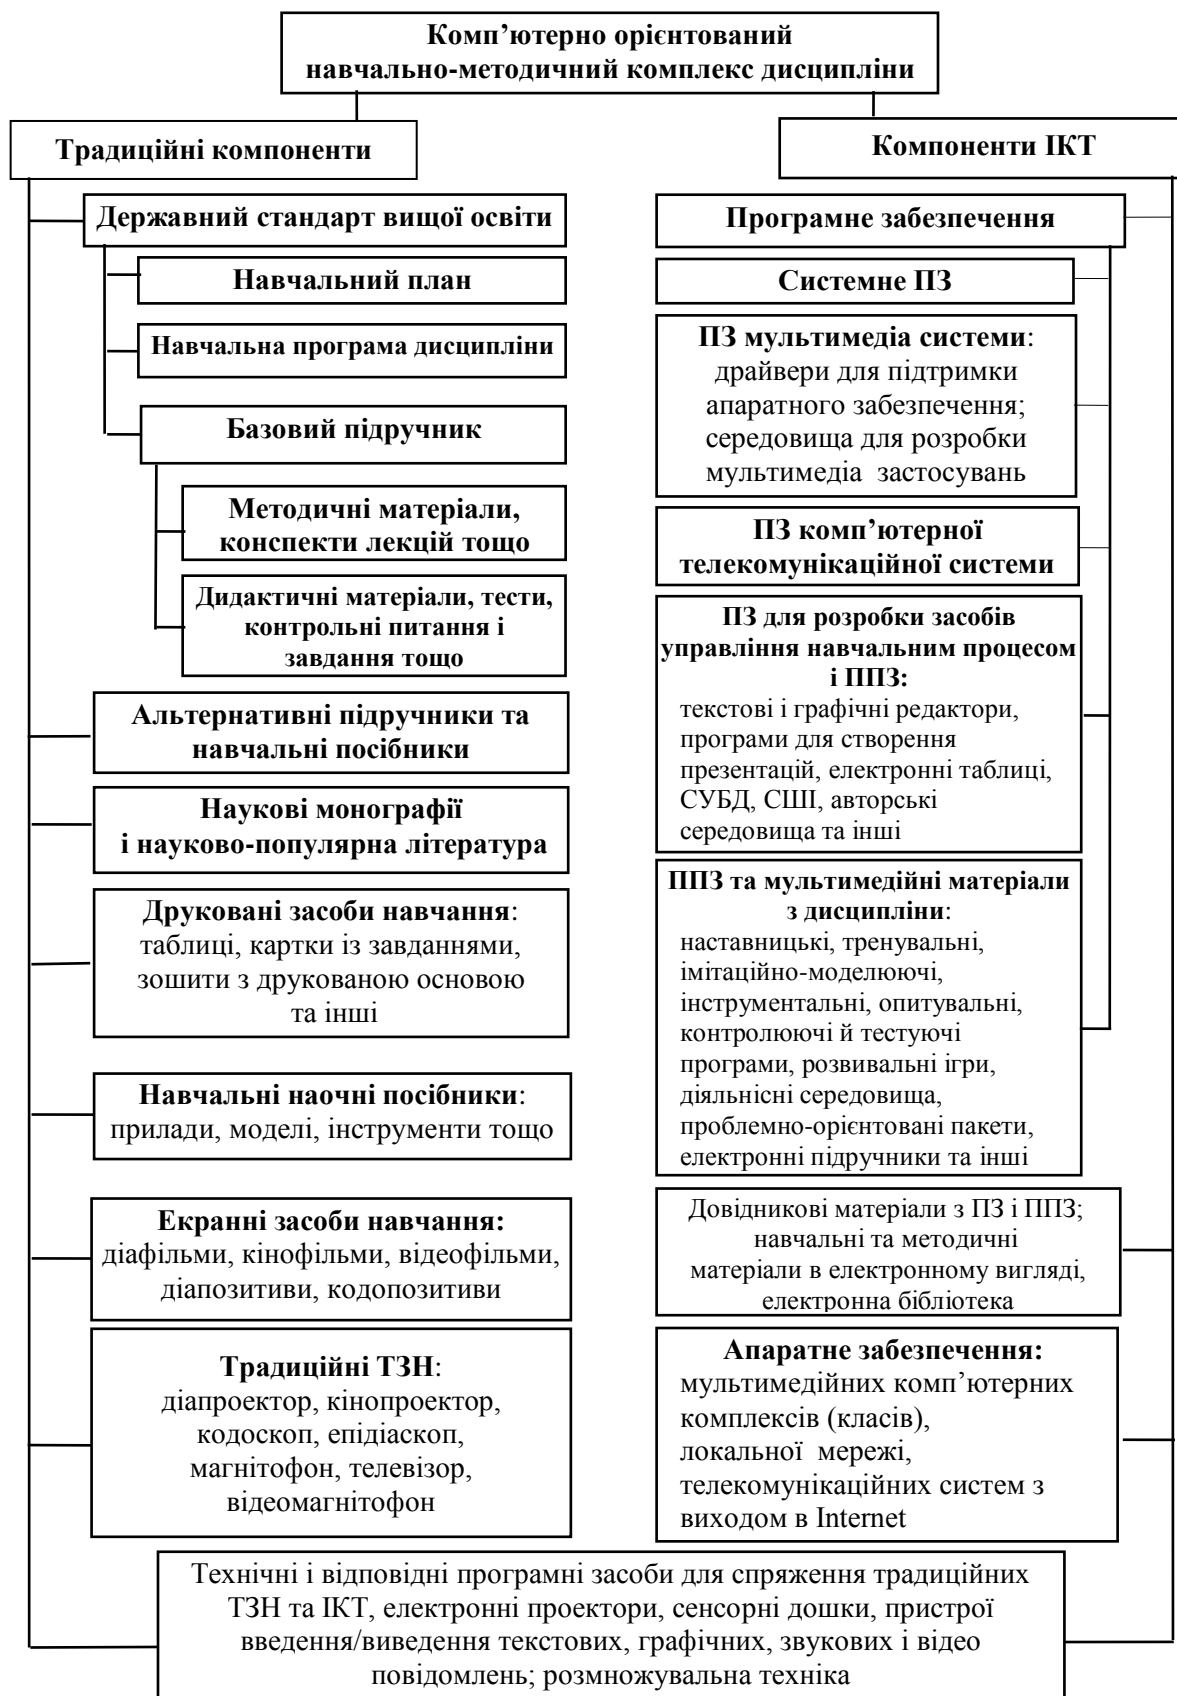 Комп’ютерно орієнтований
навчально-методичний комплекс дисципліни
Традиційні компоненти
Державний стандарт вищої освіти
Навчальний план
Навчальна програма дисципліни
Базовий підручник
Методичні матеріали,
конспекти лекцій тощо
Дидактичні матеріали, тести,
контрольні питання і
завдання тощо
Альтернативні підручники та
навчальні посібники
Наукові монографії
і науково-популярна література
Друковані засоби навчання:
таблиці, картки із завданнями,
зошити з друкованою основою
та інші
Навчальні наочні посібники:
прилади, моделі, інструменти тощо
Екранні засоби навчання:
діафільми, кінофільми, відеофільми,
діапозитиви, кодопозитиви
Традиційні ТЗН:
діапроектор, кінопроектор,
кодоскоп, епідіаскоп,
магнітофон, телевізор,
відеомагнітофон
Компоненти ІКТ
Програмне забезпечення
Системне ПЗ
ПЗ мультимедіа системи:
драйвери для підтримки
апаратного забезпечення;
середовища для розробки
мультимедіа застосувань
ПЗ комп’ютерної
телекомунікаційної системи
ПЗ для розробки засобів
управління навчальним процесом
і ППЗ:
текстові і графічні редактори,
програми для створення
презентацій, електронні таблиці,
СУБД, СШІ, авторські
середовища та інші
ППЗ та мультимедійні матеріали
з дисципліни:
наставницькі, тренувальні,
імітаційно-моделюючі,
інструментальні, опитувальні,
контролюючі й тестуючі
програми, розвивальні ігри,
діяльнісні середовища,
проблемно-орієнтовані пакети,
електронні підручники та інші
Довідникові матеріали з ПЗ і ППЗ;
навчальні та методичні
матеріали в електронному вигляді,
електронна бібліотека
Апаратне забезпечення:
мультимедійних комп’ютерних
комплексів (класів),
локальної мережі,
телекомунікаційних систем з
виходом в Internet
Технічні і відповідні програмні засоби для спряження традиційних
ТЗН та ІКТ, електронні проектори, сенсорні дошки, пристрої
введення/виведення текстових, графічних, звукових і відео
повідомлень; розмножувальна техніка